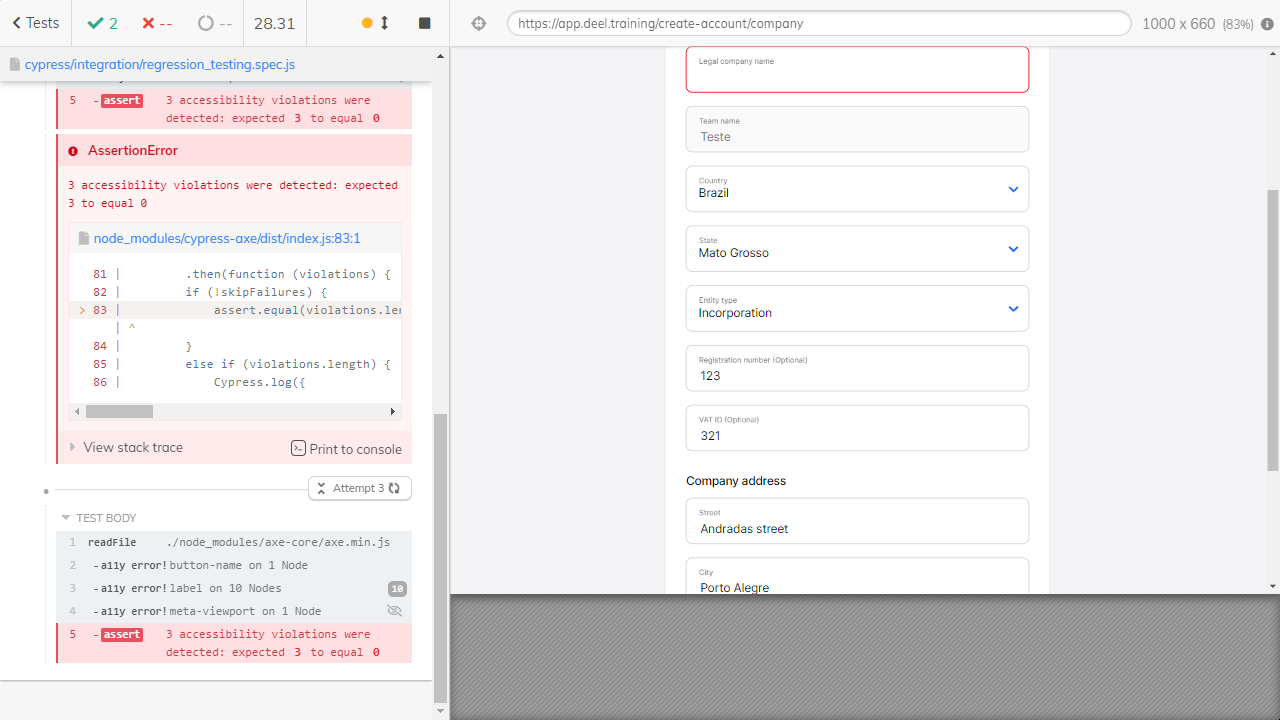 Tests
2
--
--
28.31
https://app.deel.training/create-account/company
1000 x 660 (83%)
cypress/integration/regression_testing.spec.js
5 -assert 3 accessibility violations were
detected: expected 3 to equal 0
AssertionError
3 accessibility violations were detected: expected
3 to equal 0
node_modules/cypress-axe/dist/index.js:83:1
81 | .then(function (violations) {
82 | if (!skipFailures) {
> 83 | assert.equal(violations.len
| ^
84 | }
85 | else if (violations.length) {
86 | Cypress.log({
View stack trace
Print to console
Attempt 3
TEST BODY
1 readFile ./node_modules/axe-core/axe.min.js
2 -a11y error! button-name on 1 Node
3 -a11y error! label on 10 Nodes 10
4 -a11y error! meta-viewport on 1 Node
5 -assert 3 accessibility violations were
detected: expected 3 to equal 0
Legal company name
Team name
Teste
Country
Brazil
State
Mato Grosso
Entity type
Incorporation
Registration number (Optional)
123
VAT ID (Optional)
321
Company address
Street
Andradas street
City
Porto Alegre